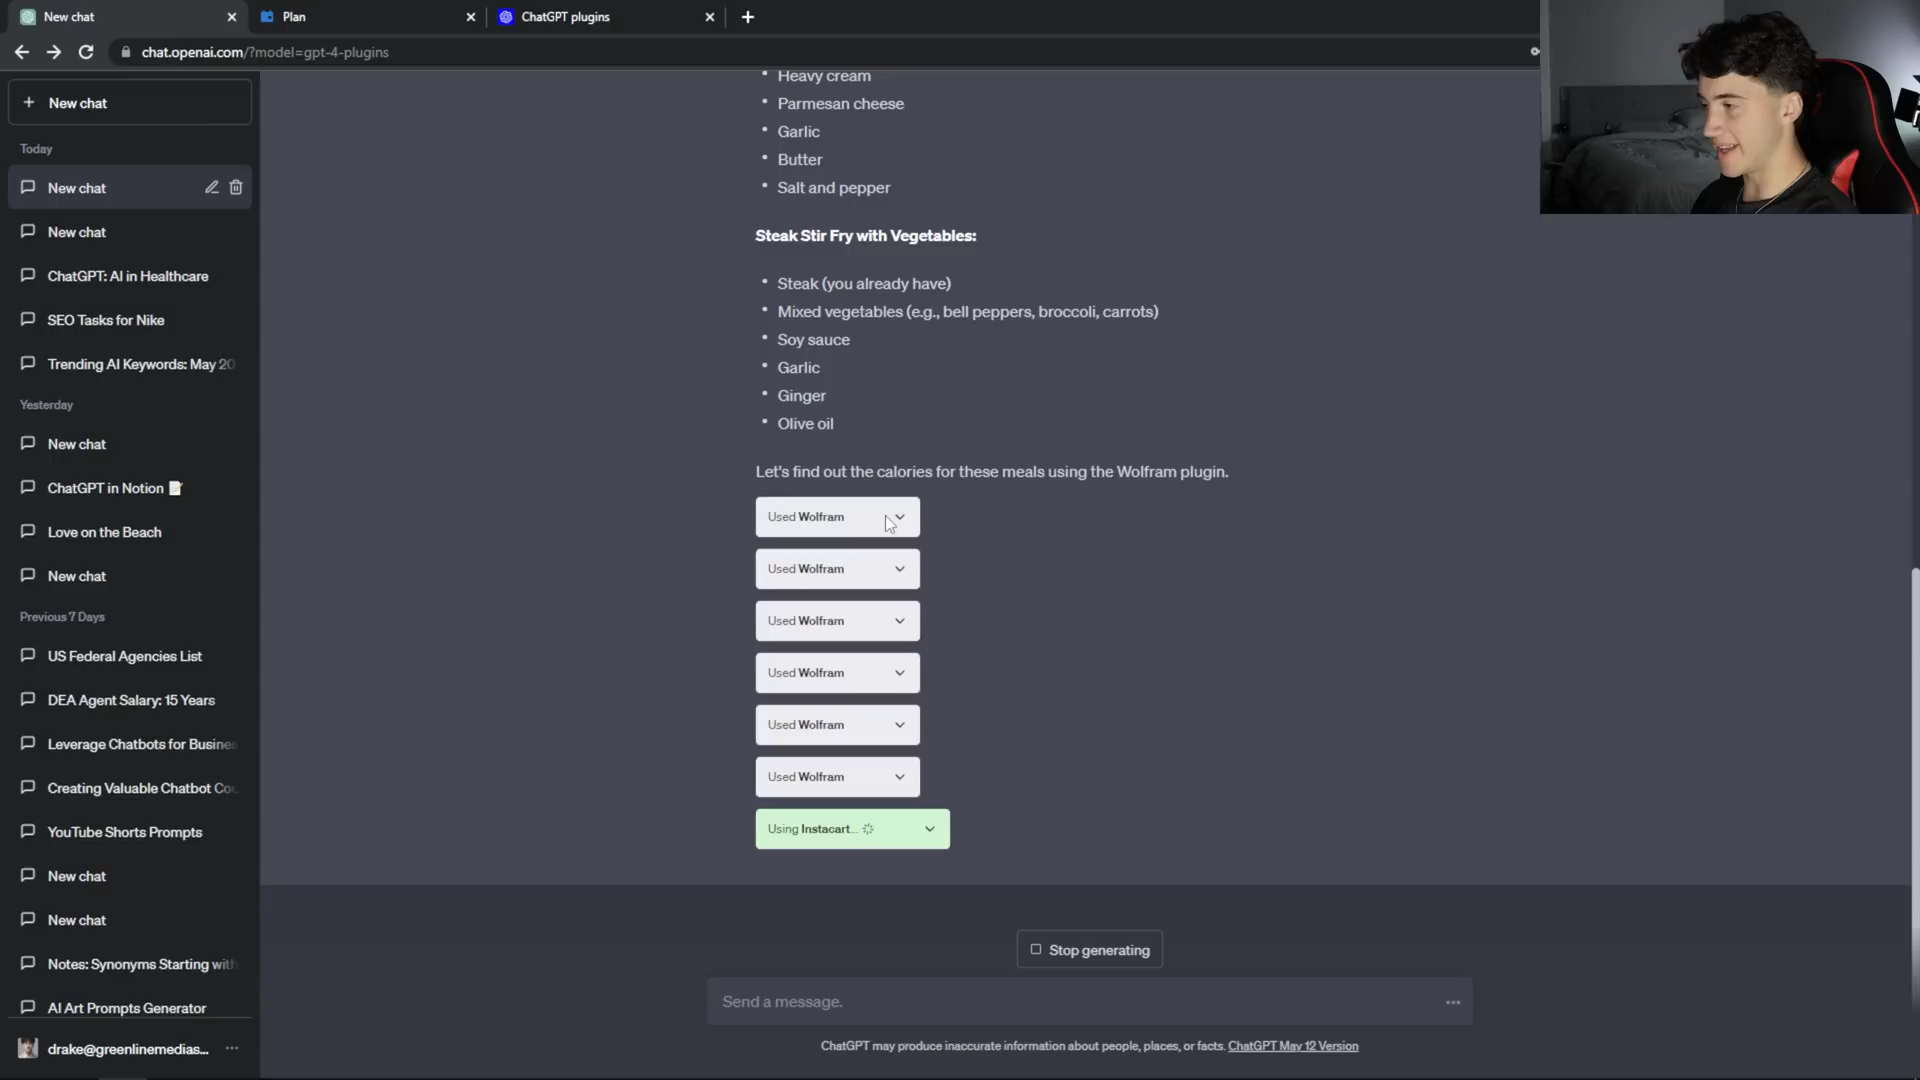 New chat
Plan
ChatGPT plugins
chat.openai.com/?model=gpt-4-plugins
New chat
Today
New chat
New chat
ChatGPT: AI in Healthcare
SEO Tasks for Nike
Trending AI Keywords: May 20
Yesterday
New chat
ChatGPT in Notion 📝
Love on the Beach
New chat
Previous 7 Days
US Federal Agencies List
DEA Agent Salary: 15 Years
Leverage Chatbots for Busine
Creating Valuable Chatbot Co
YouTube Shorts Prompts
New chat
New chat
Notes: Synonyms Starting with
AI Art Prompts Generator
drake@greenlinemedias...
• Heavy cream
• Parmesan cheese
• Garlic
• Butter
• Salt and pepper
Steak Stir Fry with Vegetables:
• Steak (you already have)
• Mixed vegetables (e.g., bell peppers, broccoli, carrots)
• Soy sauce
• Garlic
• Ginger
• Olive oil
Let's find out the calories for these meals using the Wolfram plugin.
Used Wolfram
Used Wolfram
Used Wolfram
Used Wolfram
Used Wolfram
Used Wolfram
Using Instacart...
Stop generating
Send a message.
ChatGPT may produce inaccurate information about people, places, or facts. ChatGPT May 12 Version